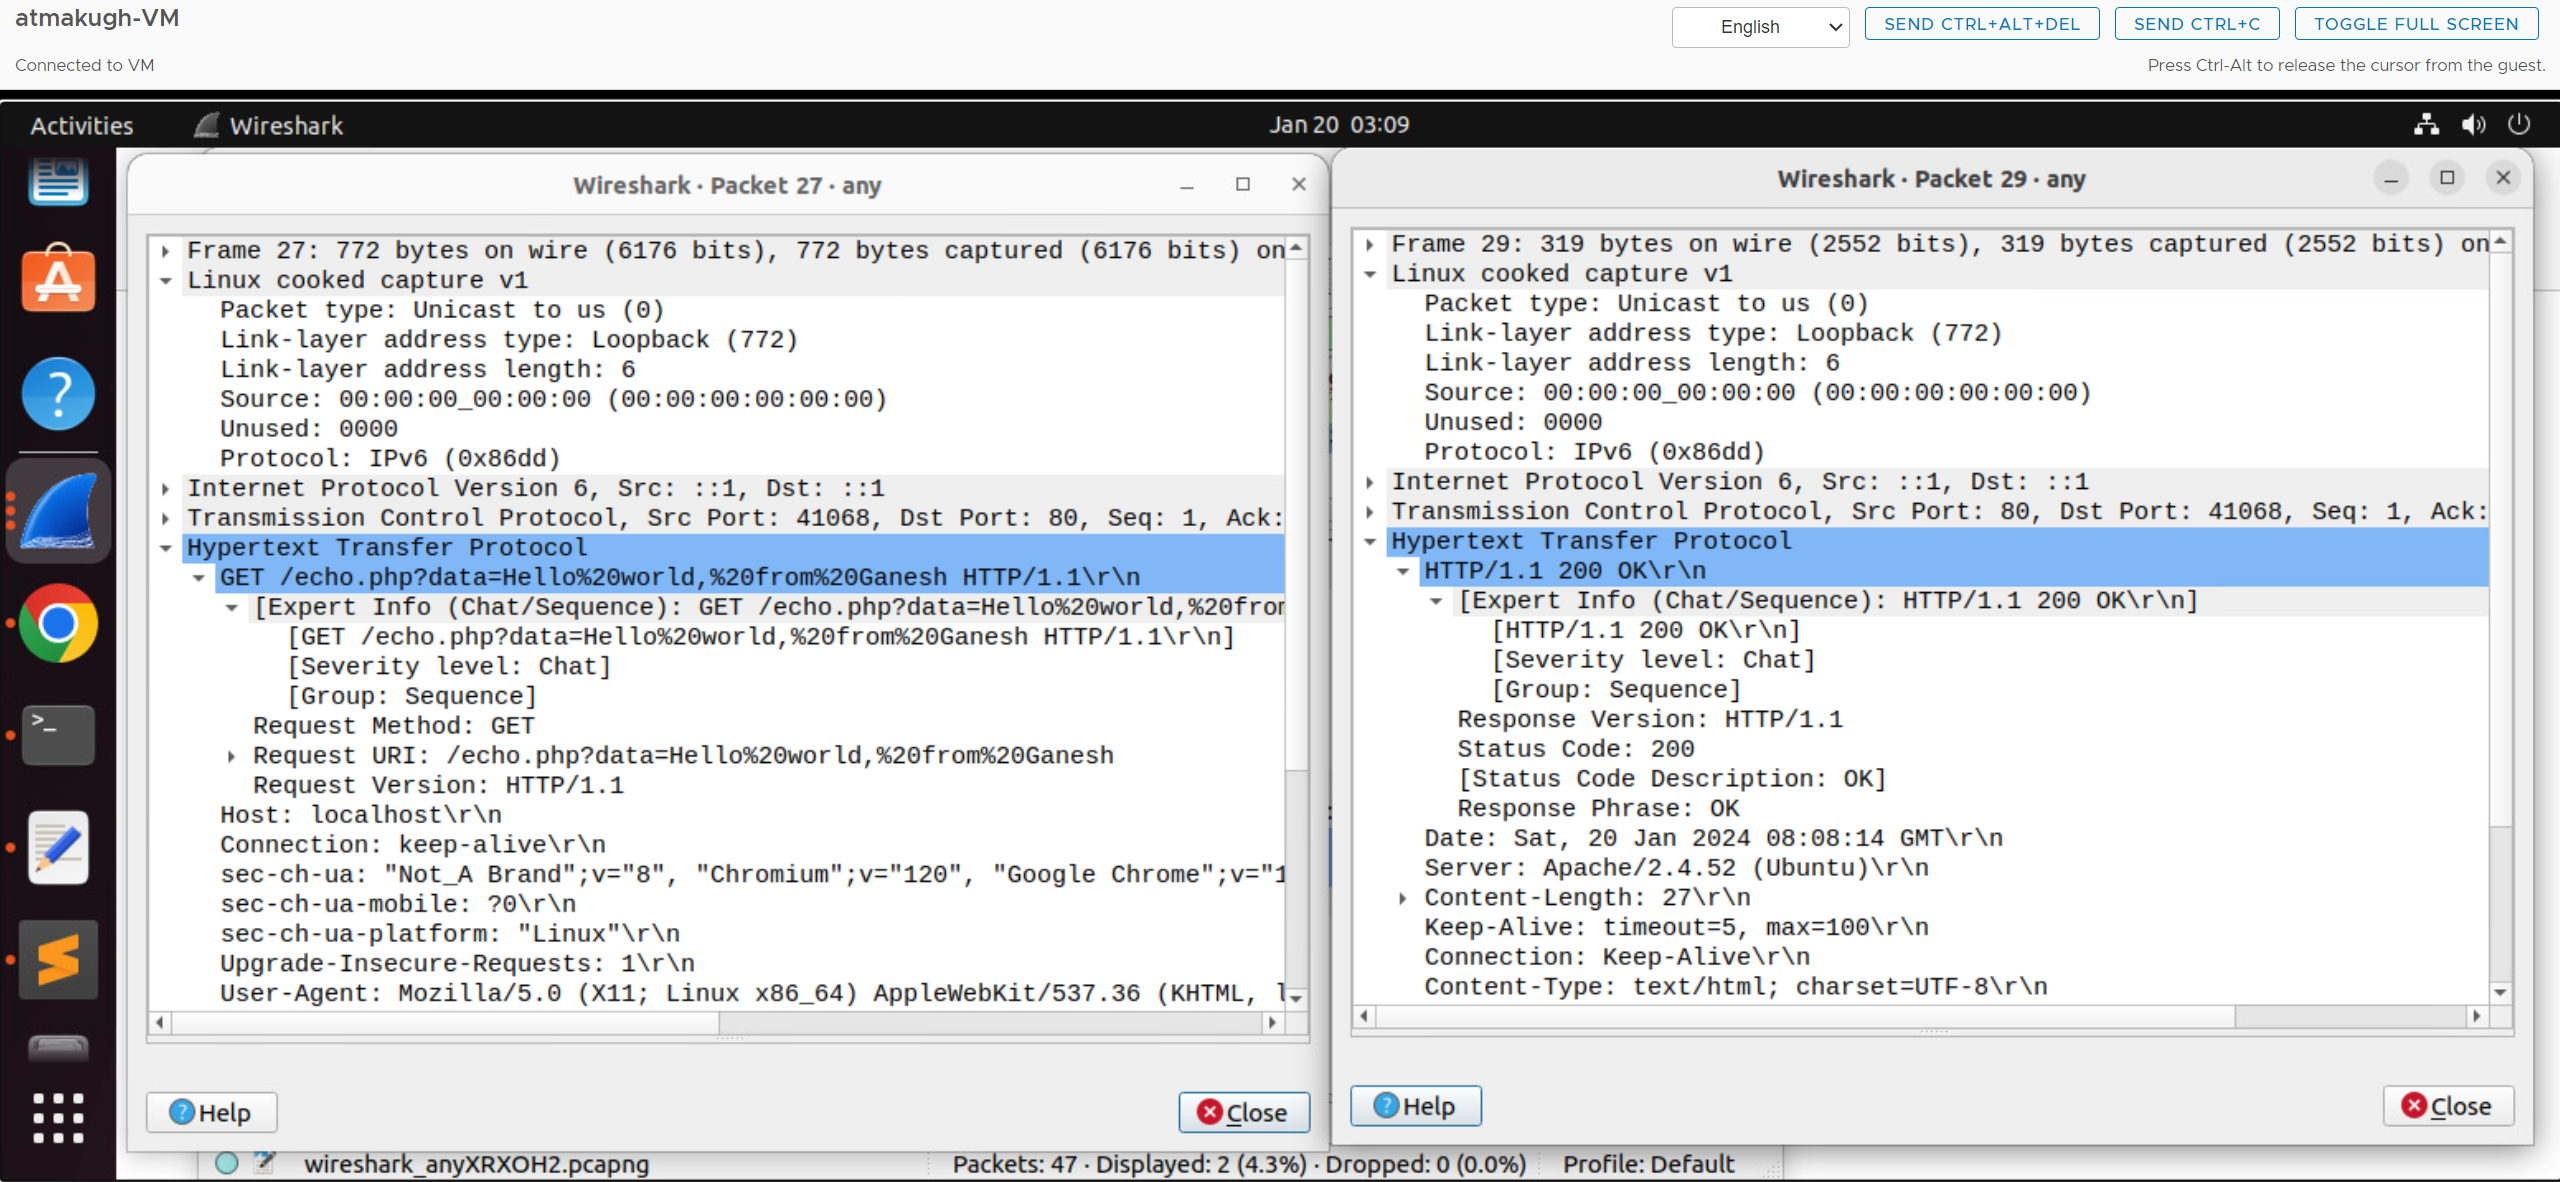 atmakugh-VM
English
SEND CTRL+ALT+DEL
SEND CTRL+C
TOGGLE FULL SCREEN
Connected to VM
Press Ctrl-Alt to release the cursor from the guest.
Activities
Wireshark
Jan 20 03:09
Wireshark · Packet 27 · any
Frame 27: 772 bytes on wire (6176 bits), 772 bytes captured (6176 bits) on
Linux cooked capture v1
Packet type: Unicast to us (0)
Link-layer address type: Loopback (772)
Link-layer address length: 6
Source: 00:00:00_00:00:00 (00:00:00:00:00:00)
Unused: 0000
Protocol: IPv6 (0x86dd)
Internet Protocol Version 6, Src: ::1, Dst: ::1
Transmission Control Protocol, Src Port: 41068, Dst Port: 80, Seq: 1, Ack:
Hypertext Transfer Protocol
GET /echo.php?data=Hello%20world,%20from%20Ganesh HTTP/1.1\r\n
[Expert Info (Chat/Sequence): GET /echo.php?data=Hello%20world,%20from
[GET /echo.php?data=Hello%20world,%20from%20Ganesh HTTP/1.1\r\n]
[Severity level: Chat]
[Group: Sequence]
Request Method: GET
Request URI: /echo.php?data=Hello%20world,%20from%20Ganesh
Request Version: HTTP/1.1
Host: localhost\r\n
Connection: keep-alive\r\n
sec-ch-ua: "Not_A Brand";v="8", "Chromium";v="120", "Google Chrome";v="1
sec-ch-ua-mobile: ?0\r\n
sec-ch-ua-platform: "Linux"\r\n
Upgrade-Insecure-Requests: 1\r\n
User-Agent: Mozilla/5.0 (X11; Linux x86_64) AppleWebKit/537.36 (KHTML, l
Help
Close
Wireshark · Packet 29 · any
Frame 29: 319 bytes on wire (2552 bits), 319 bytes captured (2552 bits) on
Linux cooked capture v1
Packet type: Unicast to us (0)
Link-layer address type: Loopback (772)
Link-layer address length: 6
Source: 00:00:00_00:00:00 (00:00:00:00:00:00)
Unused: 0000
Protocol: IPv6 (0x86dd)
Internet Protocol Version 6, Src: ::1, Dst: ::1
Transmission Control Protocol, Src Port: 80, Dst Port: 41068, Seq: 1, Ack:
Hypertext Transfer Protocol
HTTP/1.1 200 OK\r\n
[Expert Info (Chat/Sequence): HTTP/1.1 200 OK\r\n]
[HTTP/1.1 200 OK\r\n]
[Severity level: Chat]
[Group: Sequence]
Response Version: HTTP/1.1
Status Code: 200
[Status Code Description: OK]
Response Phrase: OK
Date: Sat, 20 Jan 2024 08:08:14 GMT\r\n
Server: Apache/2.4.52 (Ubuntu)\r\n
Content-Length: 27\r\n
Keep-Alive: timeout=5, max=100\r\n
Connection: Keep-Alive\r\n
Content-Type: text/html; charset=UTF-8\r\n
Help
Close
wireshark_anyXRXOH2.pcapng
Packets: 47 · Displayed: 2 (4.3%) · Dropped: 0 (0.0%)
Profile: Default